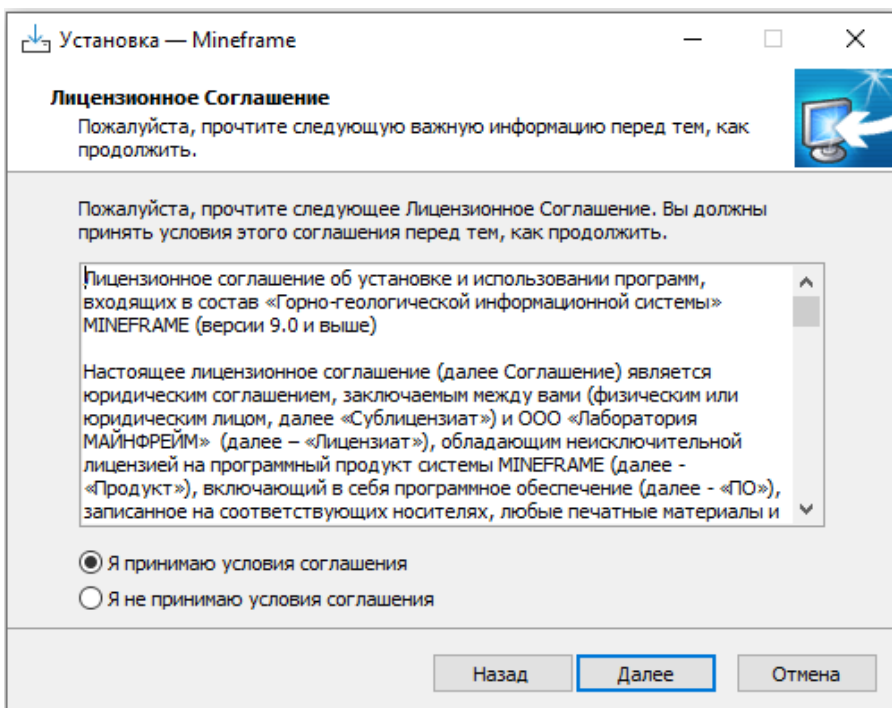 Установка — Mineframe
Лицензионное Соглашение
Пожалуйста, прочтите следующую важную информацию перед тем, как
продолжить.
Пожалуйста, прочтите следующее Лицензионное Соглашение. Вы должны
принять условия этого соглашения перед тем, как продолжить.
Лицензионное соглашение об установке и использовании программ,
входящих в состав «Горно-геологической информационной системы»
MINEFRAME (версии 9.0 и выше)
Настоящее лицензионное соглашение (далее Соглашение) является
юридическим соглашением, заключаемым между вами (физическим или
юридическим лицом, далее «Сублицензиат») и ООО «Лаборатория
МАЙНФРЕЙМ» (далее – «Лицензиат»), обладающим неисключительной
лицензией на программный продукт системы MINEFRAME (далее -
«Продукт»), включающий в себя программное обеспечение (далее - «ПО»),
записанное на соответствующих носителях, любые печатные материалы и
Я принимаю условия соглашения
Я не принимаю условия соглашения
Назад Далее Отмена